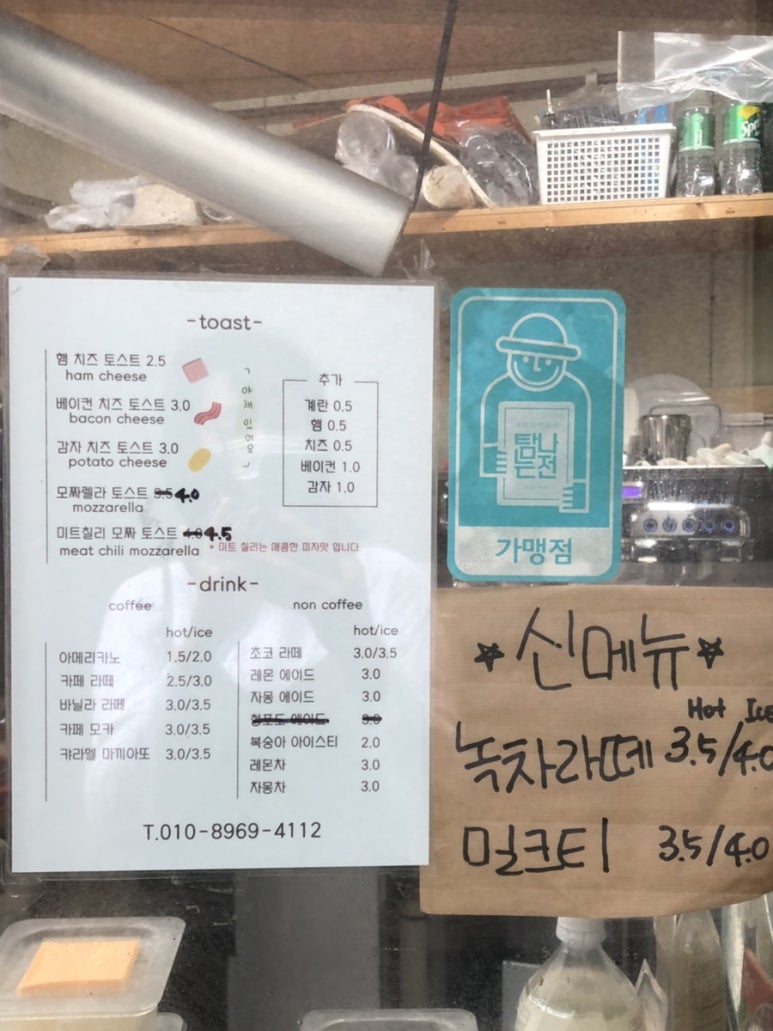 -toast-
햄 치즈 토스트 2.5
ham cheese
베이컨 치즈 토스트 3.0
bacon cheese
감자 치즈 토스트 3.0
potato cheese
모짜렐라 토스트 3.5 4.0
mozzarella
미트칠리 모짜 토스트 4.0 4.5
meat chili mozzarella * 미트 칠리는 매콤한 피자맛 입니다.
ㄱ 야채 있어요 ㄱ
추가
계란 0.5
햄 0.5
치즈 0.5
베이컨 1.0
감자 1.0
-drink-
coffee
hot/ice
아메리카노 1.5/2.0
카페 라떼 2.5/3.0
바닐라 라떼 3.0/3.5
카페 모카 3.0/3.5
캬라멜 마끼아또 3.0/3.5
non coffee
hot/ice
초코 라떼 3.0/3.5
레몬 에이드 3.0
자몽 에이드 3.0
청포도 에이드 3.0
복숭아 아이스티 2.0
레몬차 3.0
자몽차 3.0
T.010-8969-4112
탐나
는전
가맹점
신메뉴
Hot Ice
녹차라떼 3.5/4.0
밀크티 3.5/4.0